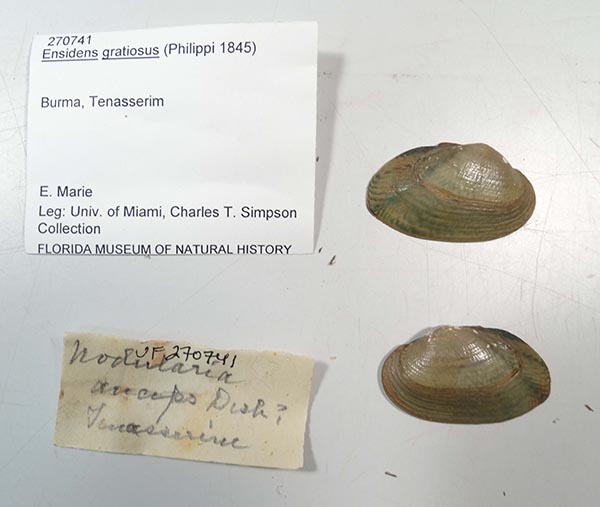 270741
Ensidens gratiosus (Philippi 1845)
Burma, Tenasserim
E. Marie
Leg: Univ. of Miami, Charles T. Simpson
Collection
FLORIDA MUSEUM OF NATURAL HISTORY
UF 270741
Nodularia
Desh?
Tenasserim